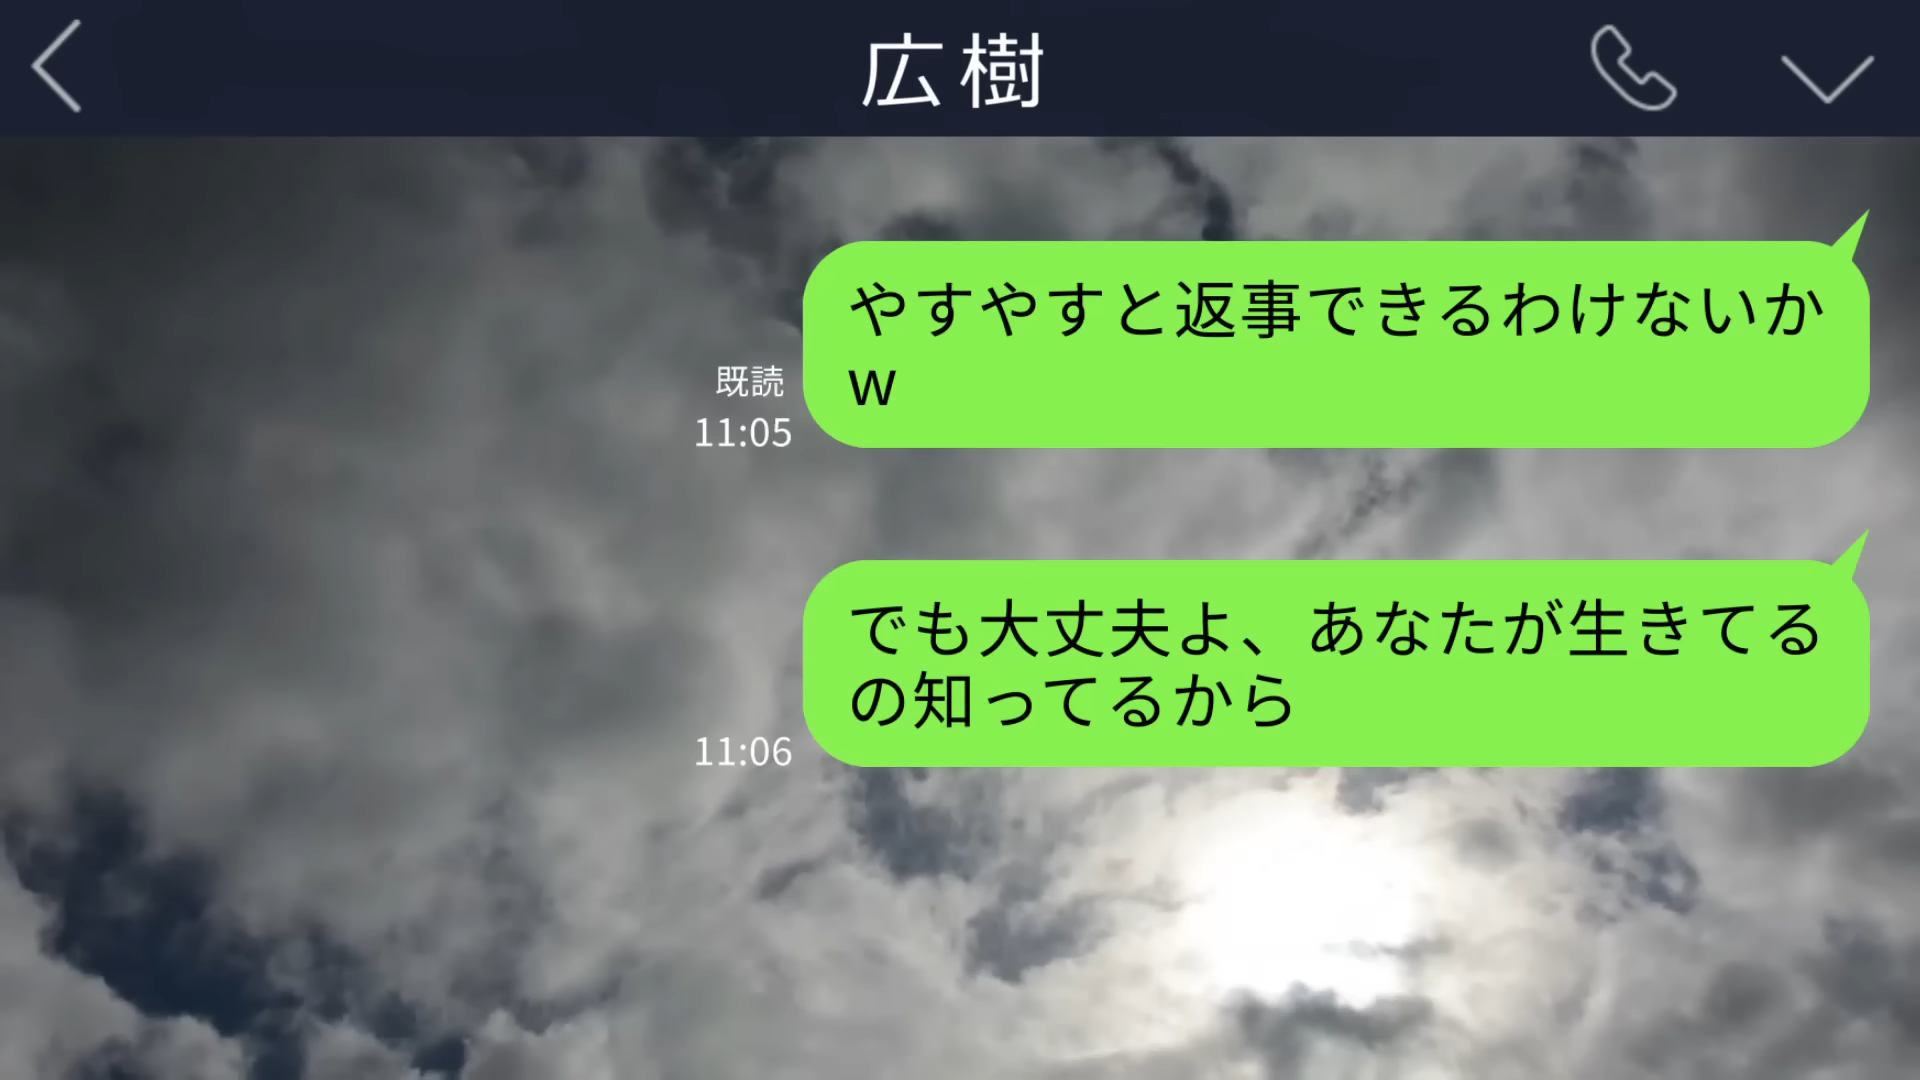 広樹
やすやすと返事できるわけないか
w
既読
11:05
でも大丈夫よ、あなたが生きてる
の知ってるから
11:06